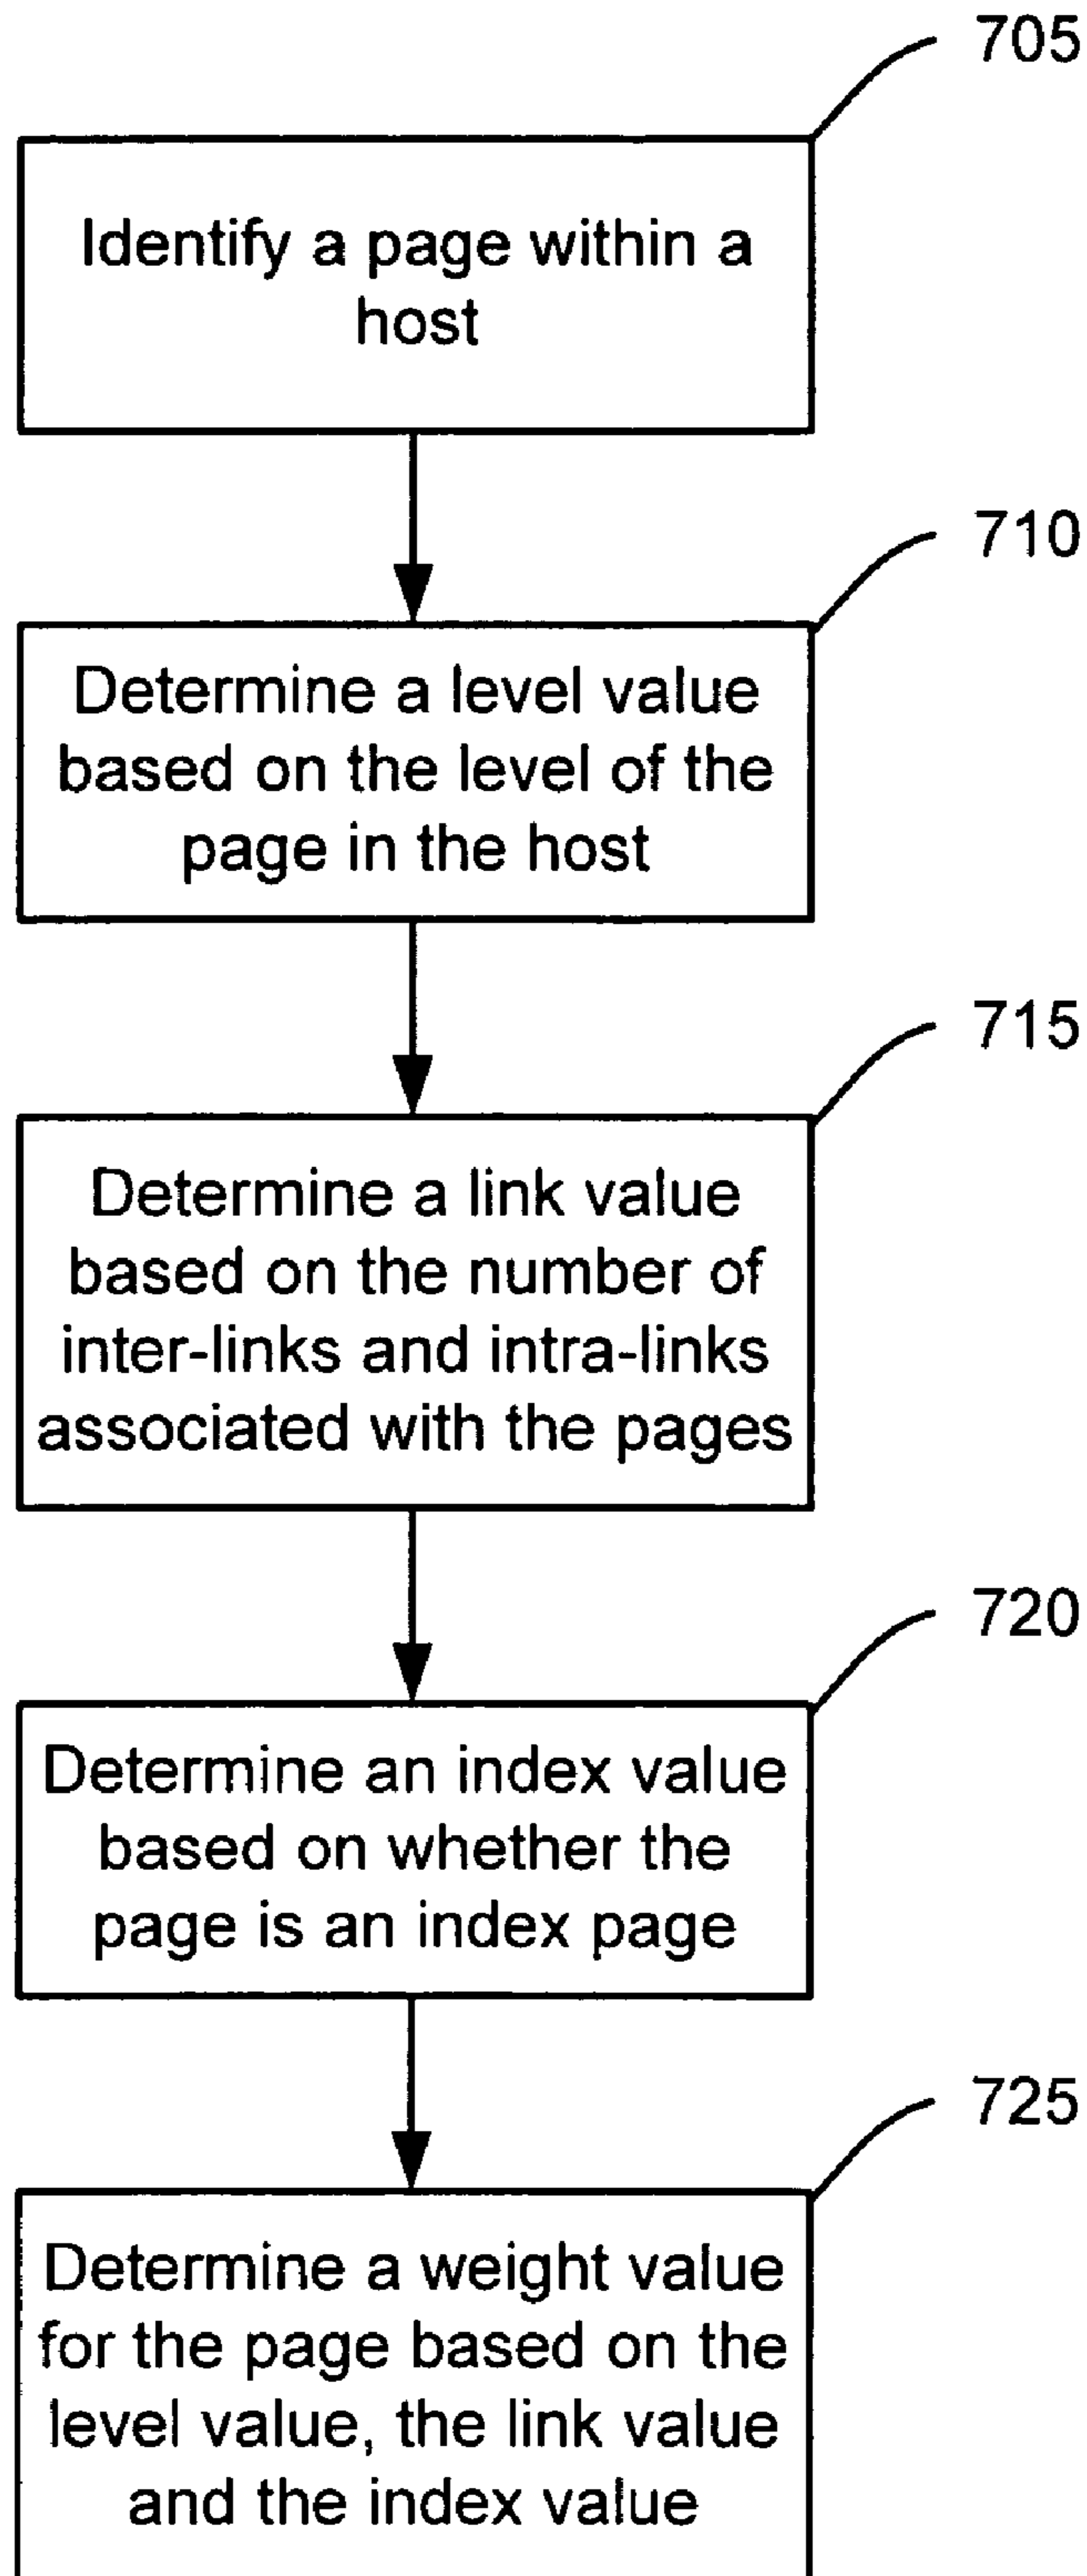 705
Identify a page within a
host
710
Determine a level value
based on the level of the
page in the host
715
Determine a link value
based on the number of
inter-links and intra-links
associated with the pages
720
Determine an index value
based on whether the
page is an index page
725
Determine a weight value
for the page based on the
level value, the link value
and the index value